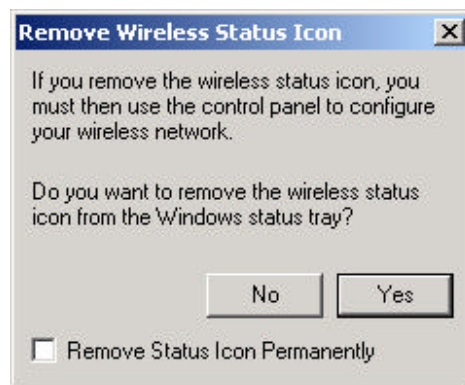 Remove Wireless Status Icon
If you remove the wireless status icon, you
must then use the control panel to configure
your wireless network.
Do you want to remove the wireless status
icon from the Windows status tray?
No Yes
Remove Status Icon Permanently